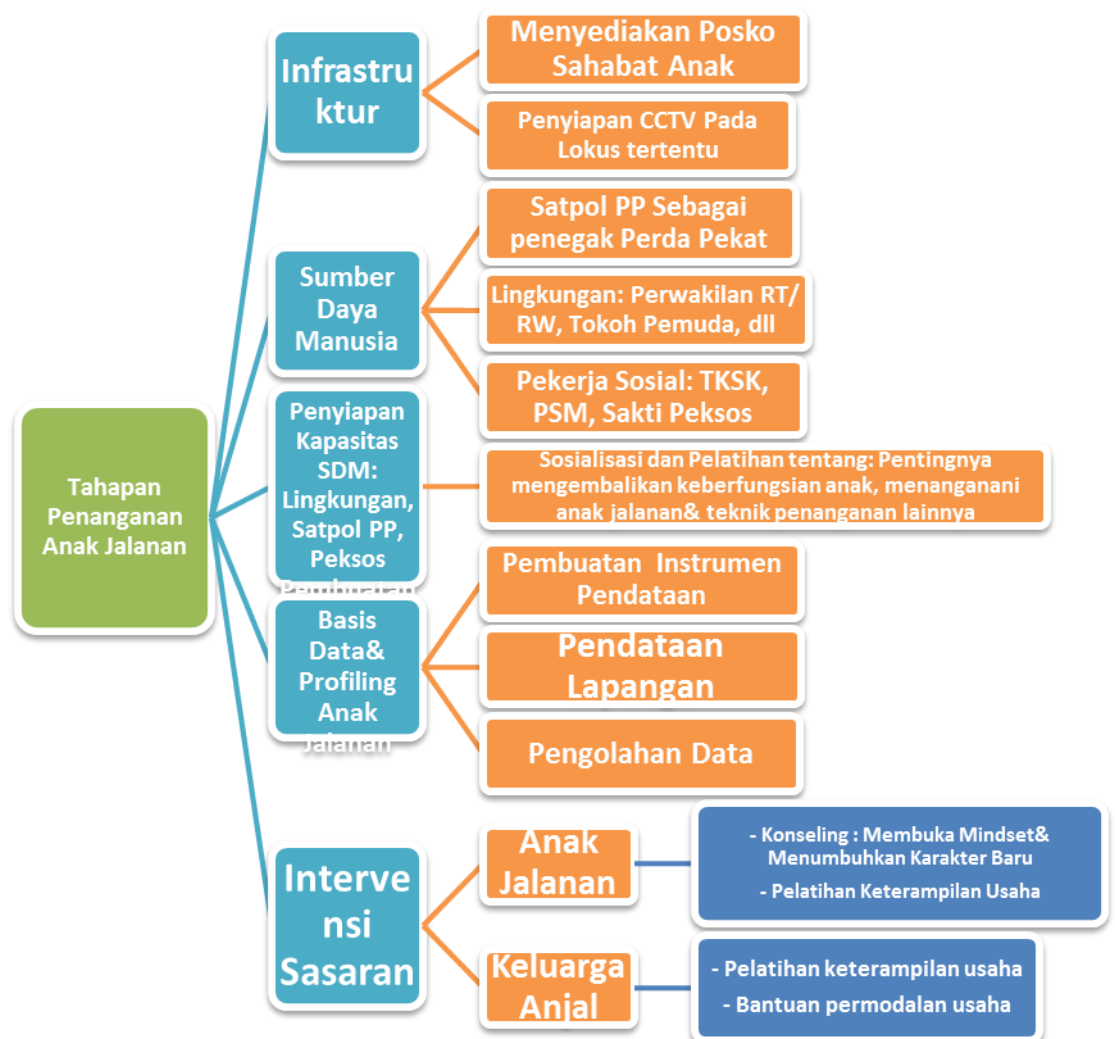 Tahapan
Penanganan
Anak Jalanan
Infrastru
ktur
Menyediakan Posko
Sahabat Anak
Penyiapan CCTV Pada
Lokus tertentu
Sumber
Daya
Manusia
Satpol PP Sebagai
penegak Perda Pekat
Lingkungan: Perwakilan RT/
RW, Tokoh Pemuda, dll
Pekerja Sosial: TKSK,
PSM, Sakti Peksos
Penyiapan
Kapasitas
SDM:
Lingkungan,
Satpol PP,
Peksos
Sosialisasi dan Pelatihan tentang: Pentingnya
mengembalikan keberfungsian anak, menanganani
anak jalanan& teknik penanganan lainnya
Pembuatan
Basis
Data&
Profiling
Anak
Jalanan
Pembuatan Instrumen
Pendataan
Pendataan
Lapangan
Pengolahan Data
Interve
nsi
Sasaran
Anak
Jalanan
- Konseling : Membuka Mindset&
Menumbuhkan Karakter Baru
- Pelatihan Keterampilan Usaha
Keluarga
Anjal
- Pelatihan keterampilan usaha
- Bantuan permodalan usaha